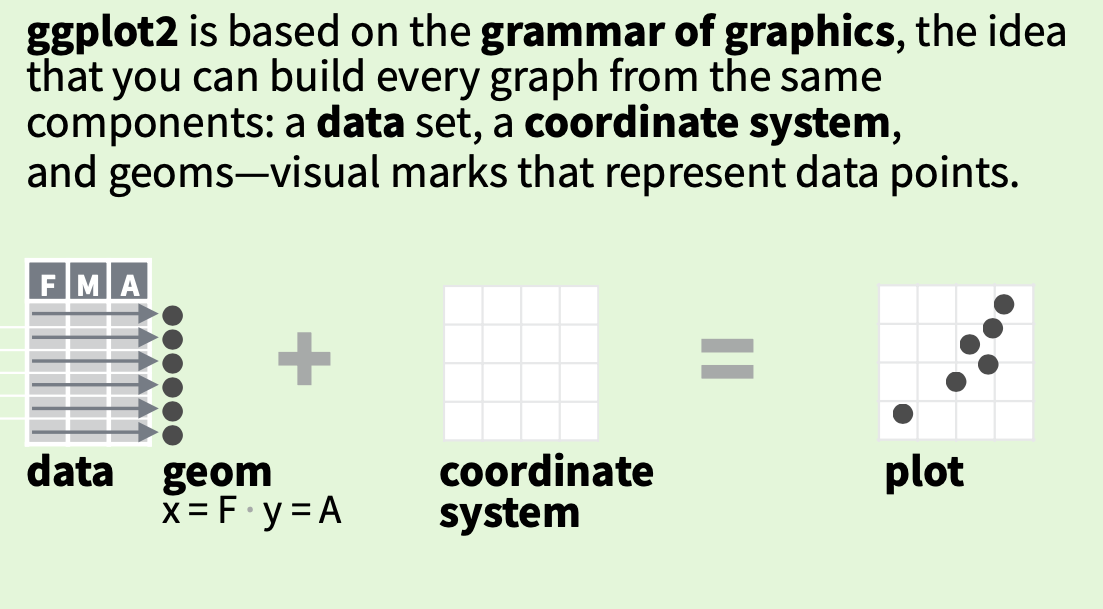 ggplot2 is based on the grammar of graphics, the idea
that you can build every graph from the same
components: a data set, a coordinate system,
and geoms—visual marks that represent data points.
F M A
+
=
data
geom
x = F · y = A
coordinate
system
plot